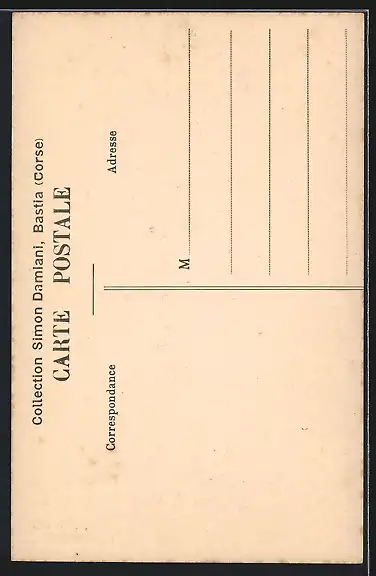 Collection Simon Damiani, Bastia (Corse)
CARTE POSTALE
Correspondance
Adresse
M